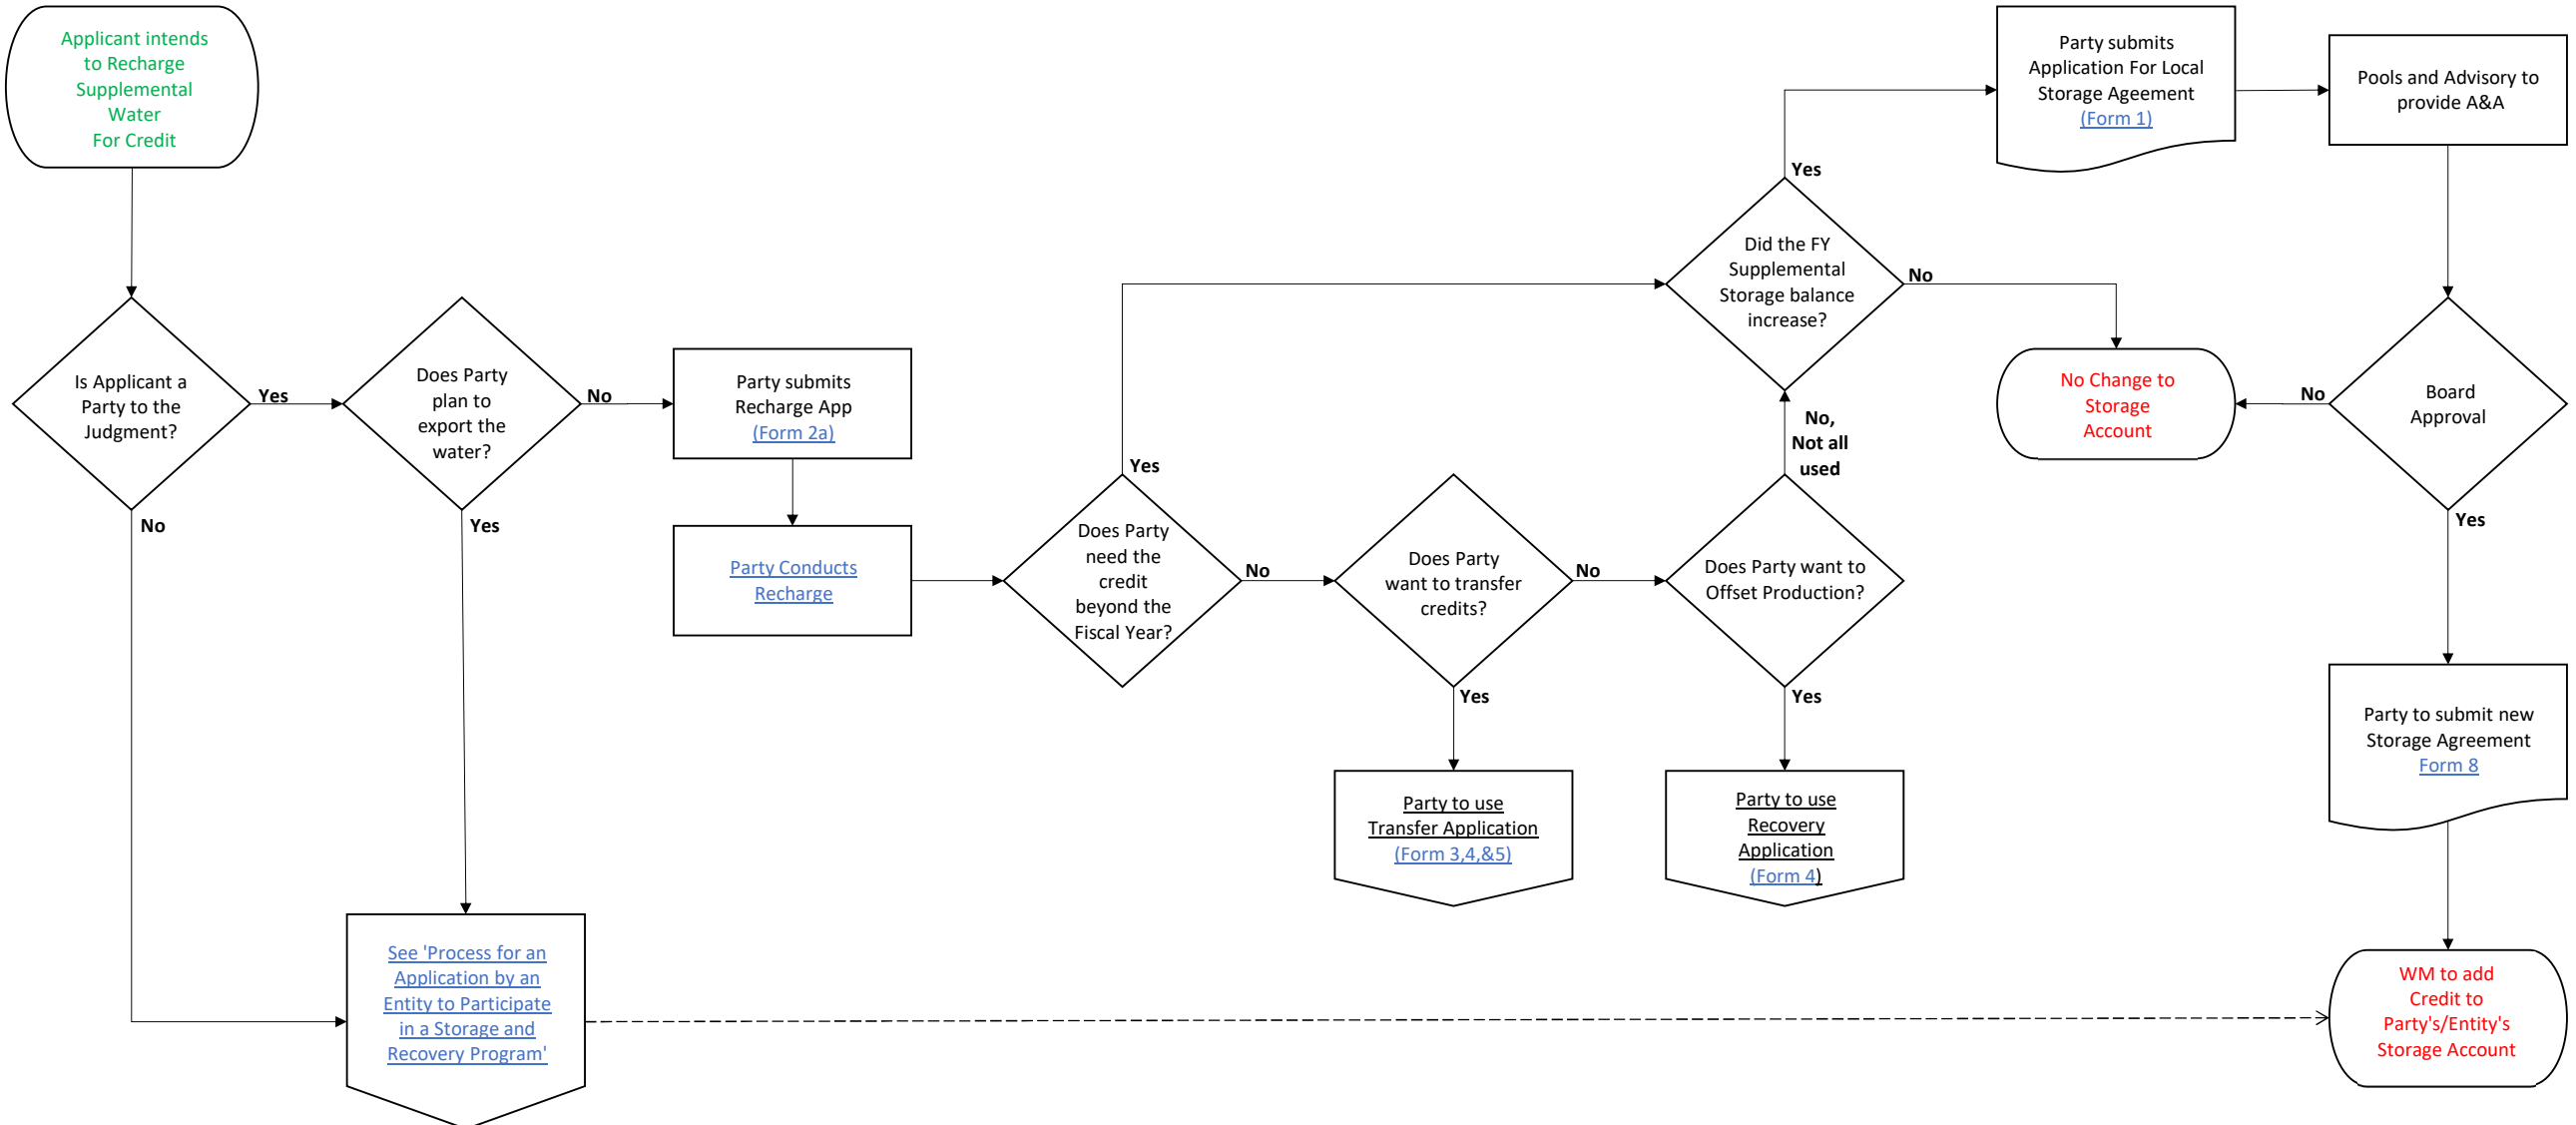 Applicant intends
to Recharge
Supplemental
Water
For Credit
Is Applicant a
Party to the
Judgment?
Yes
No
Does Party
plan to
export the
water?
No
Yes
See 'Process for an
Application by an
Entity to Participate
in a Storage and
Recovery Program'
Party submits
Recharge App
(Form 2a)
Party Conducts
Recharge
Does Party
need the
credit
beyond the
Fiscal Year?
Yes
No
Does Party
want to transfer
credits?
No
Yes
Party to use
Transfer Application
(Form 3,4,&5)
Does Party want to
Offset Production?
No,
Not all
used
Yes
Party to use
Recovery
Application
(Form 4)
Did the FY
Supplemental
Storage balance
increase?
Yes
No
Party submits
Application For Local
Storage Ageement
(Form 1)
Pools and Advisory to
provide A&A
No Change to
Storage
Account
Board
Approval
No
Yes
Party to submit new
Storage Agreement
Form 8
WM to add
Credit to
Party's/Entity's
Storage Account